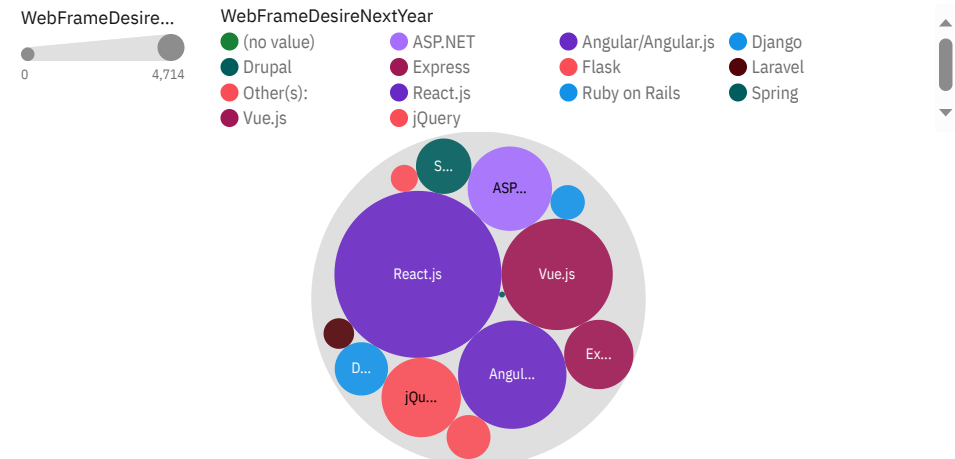 WebFrameDesire...
0 4,714
WebFrameDesireNextYear
(no value) ASP.NET Angular/Angular.js Django
Drupal Express Flask Laravel
Other(s): React.js Ruby on Rails Spring
Vue.js jQuery
S...
ASP...
React.js
Vue.js
Ex...
D...
Angul...
jQu...